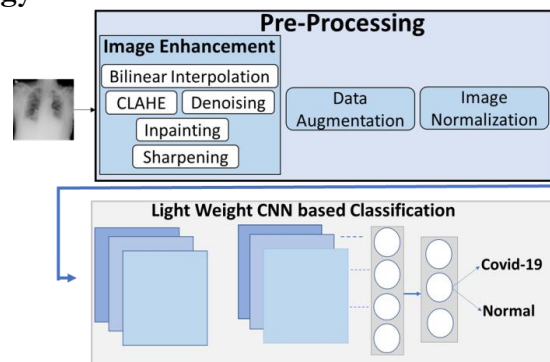 gy
Pre-Processing
Image Enhancement
Bilinear Interpolation
CLAHE
Denoising
Inpainting
Sharpening
Data
Augmentation
Image
Normalization
Light Weight CNN based Classification
Covid-19
Normal